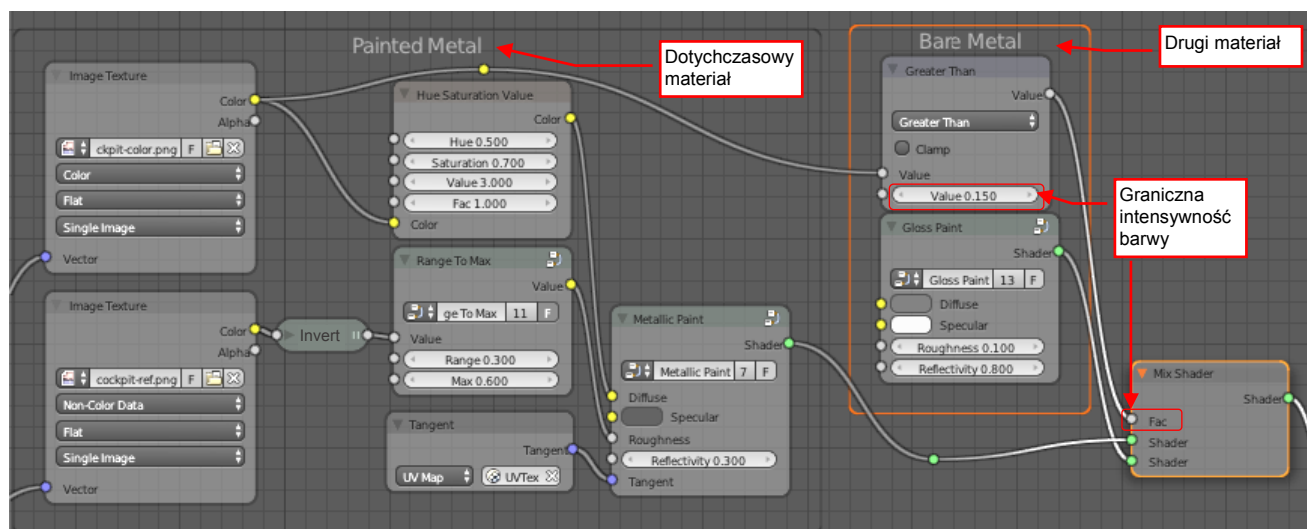 Painted Metal
Dotychczasowy
materiał
Bare Metal
Drugi materiał
Image Texture
Color
Alpha
ckpit-color.png F
Color
Flat
Single Image
Vector
Hue Saturation Value
Color
Hue 0.500
Saturation 0.700
Value 3.000
Fac 1.000
Color
Greater Than
Value
Greater Than
Clamp
Value
Value 0.150
Graniczna
intensywność
barwy
Gloss Paint
Shader
Gloss Paint 13 F
Diffuse
Specular
Roughness 0.100
Reflectivity 0.800
Image Texture
Color
Alpha
cockpit-ref.png F
Non-Color Data
Flat
Single Image
Vector
Invert
Range To Max
Value
ge To Max 11 F
Value
Range 0.300
Max 0.600
Tangent
Tangent
UV Map UVTex
Metallic Paint
Shader
Metallic Paint 7 F
Diffuse
Specular
Roughness
Reflectivity 0.300
Tangent
Mix Shader
Shader
Fac
Shader
Shader